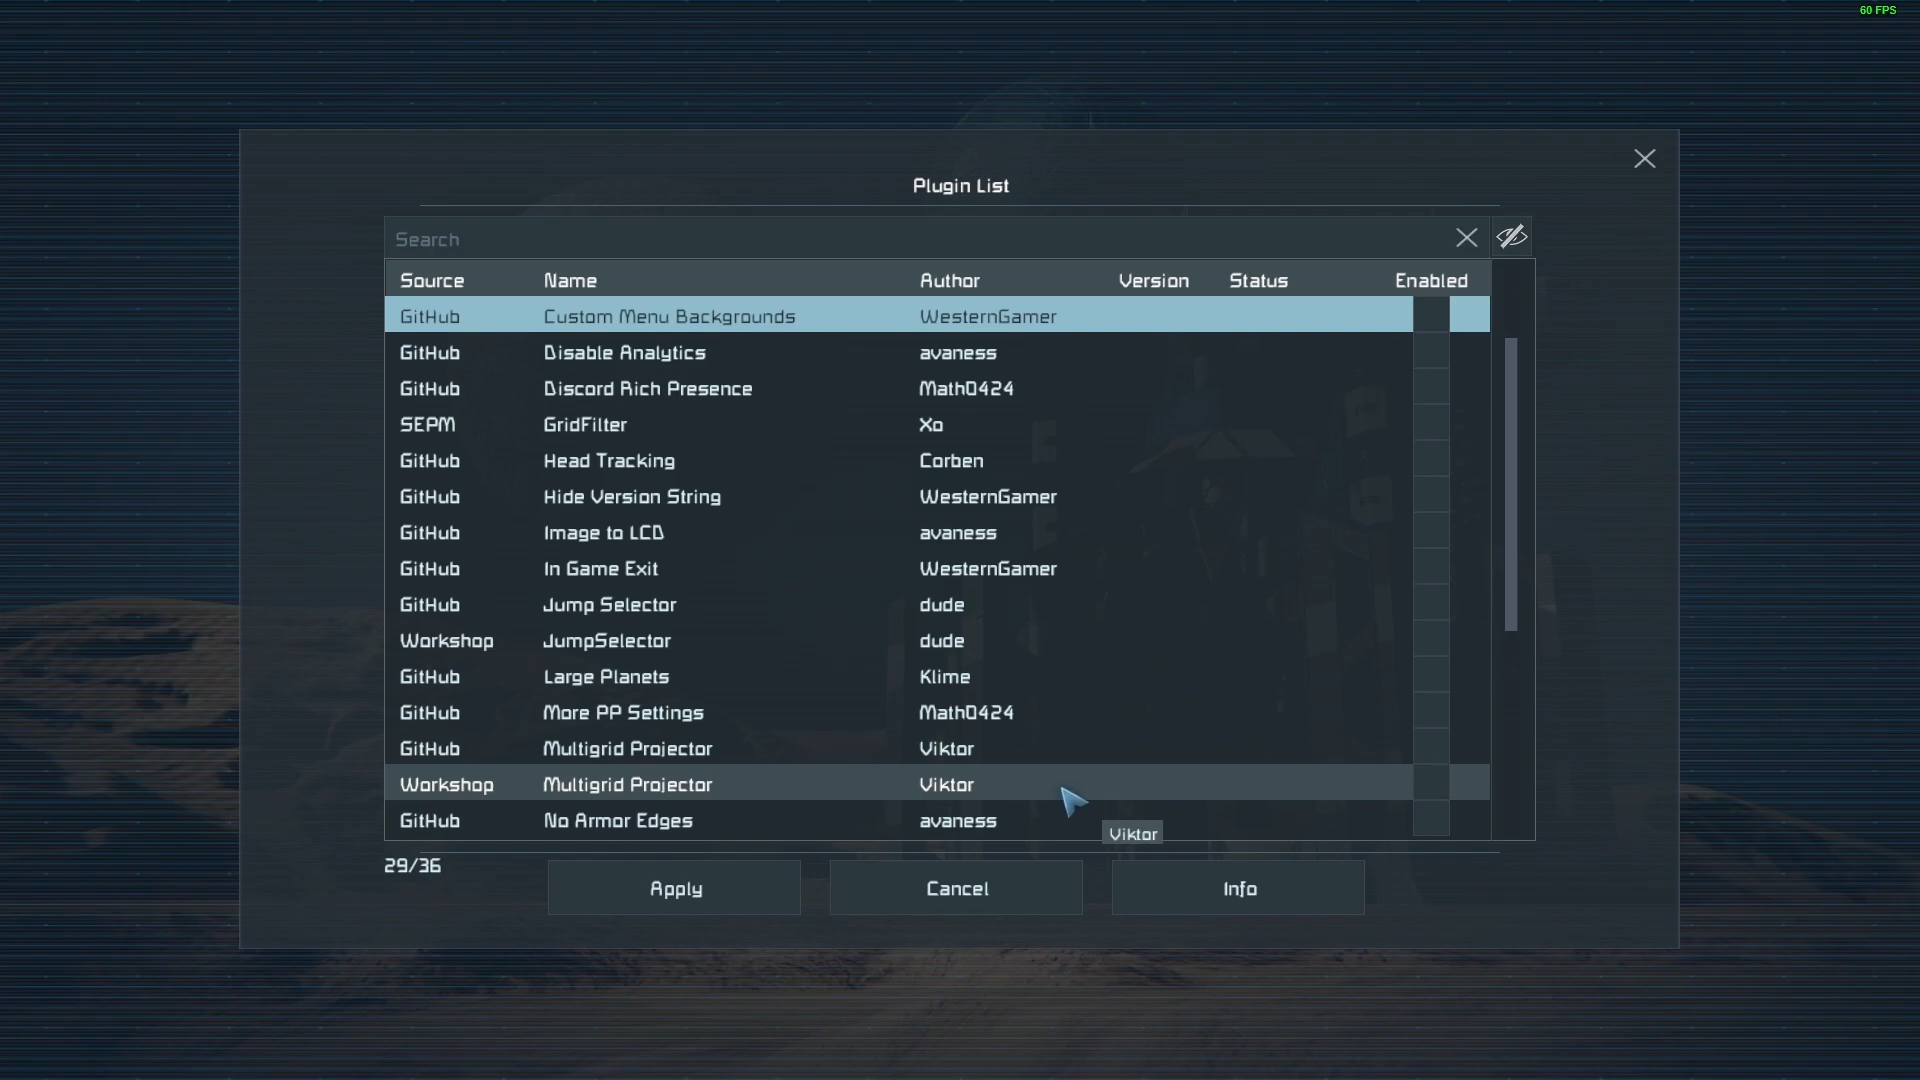 60 FPS
Plugin List
Search
Source Name Author Version Status Enabled
GitHub Custom Menu Backgrounds WesternGamer
GitHub Disable Analytics avaness
GitHub Discord Rich Presence Math0424
SEPM GridFilter Xo
GitHub Head Tracking Corben
GitHub Hide Version String WesternGamer
GitHub Image to LCD avaness
GitHub In Game Exit WesternGamer
GitHub Jump Selector dude
Workshop JumpSelector dude
GitHub Large Planets Klime
GitHub More PP Settings Math0424
GitHub Multigrid Projector Viktor
Workshop Multigrid Projector Viktor
GitHub No Armor Edges avaness
Viktor
29/36
Apply Cancel Info